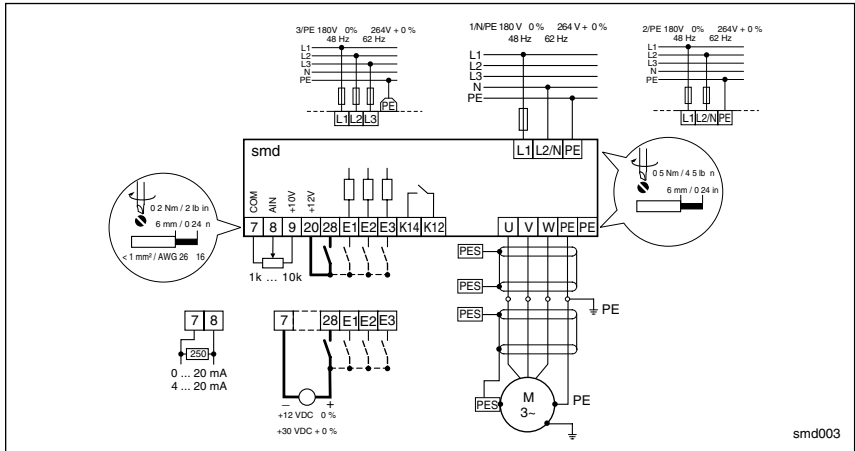 3/PE 180V 0% 264V + 0 %
48 Hz 62 Hz
L1
L2
L3
N
PE
PE
L1 L2 L3
1/N/PE 180 V 0 % 264 V + 0 %
48 Hz 62 Hz
L1
L2
L3
N
PE
2/PE 180V 0% 264V + 0 %
48 Hz 62 Hz
L1
L2
L3
N
PE
L1 L2/N PE
smd
L1 L2/N PE
0 2 Nm / 2 lb in
6 mm / 0 24 n
< 1 mm² / AWG 26 16
0 5 Nm / 4 5 lb n
6 mm / 0 24 in
COM
AIN
+10V
+12V
7 8 9 20 28 E1 E2 E3 K14 K12
U V W PE PE
1k ... 10k
PES
PES
PES
PE
7 8
250
0 ... 20 mA
4 ... 20 mA
7 28 E1 E2 E3
– +
+12 VDC 0 %
+30 VDC + 0 %
PES
M
3~
PE
smd003